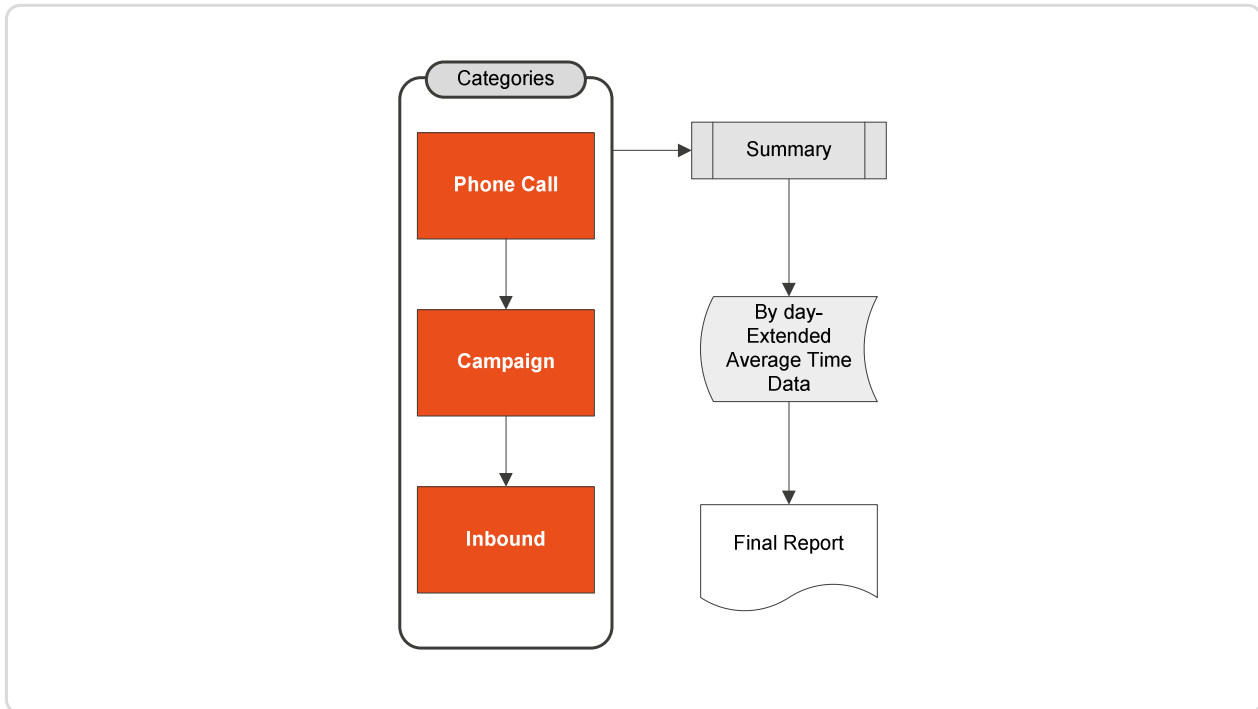 Categories
Phone Call
Campaign
Inbound
Summary
By day-
Extended
Average Time
Data
Final Report